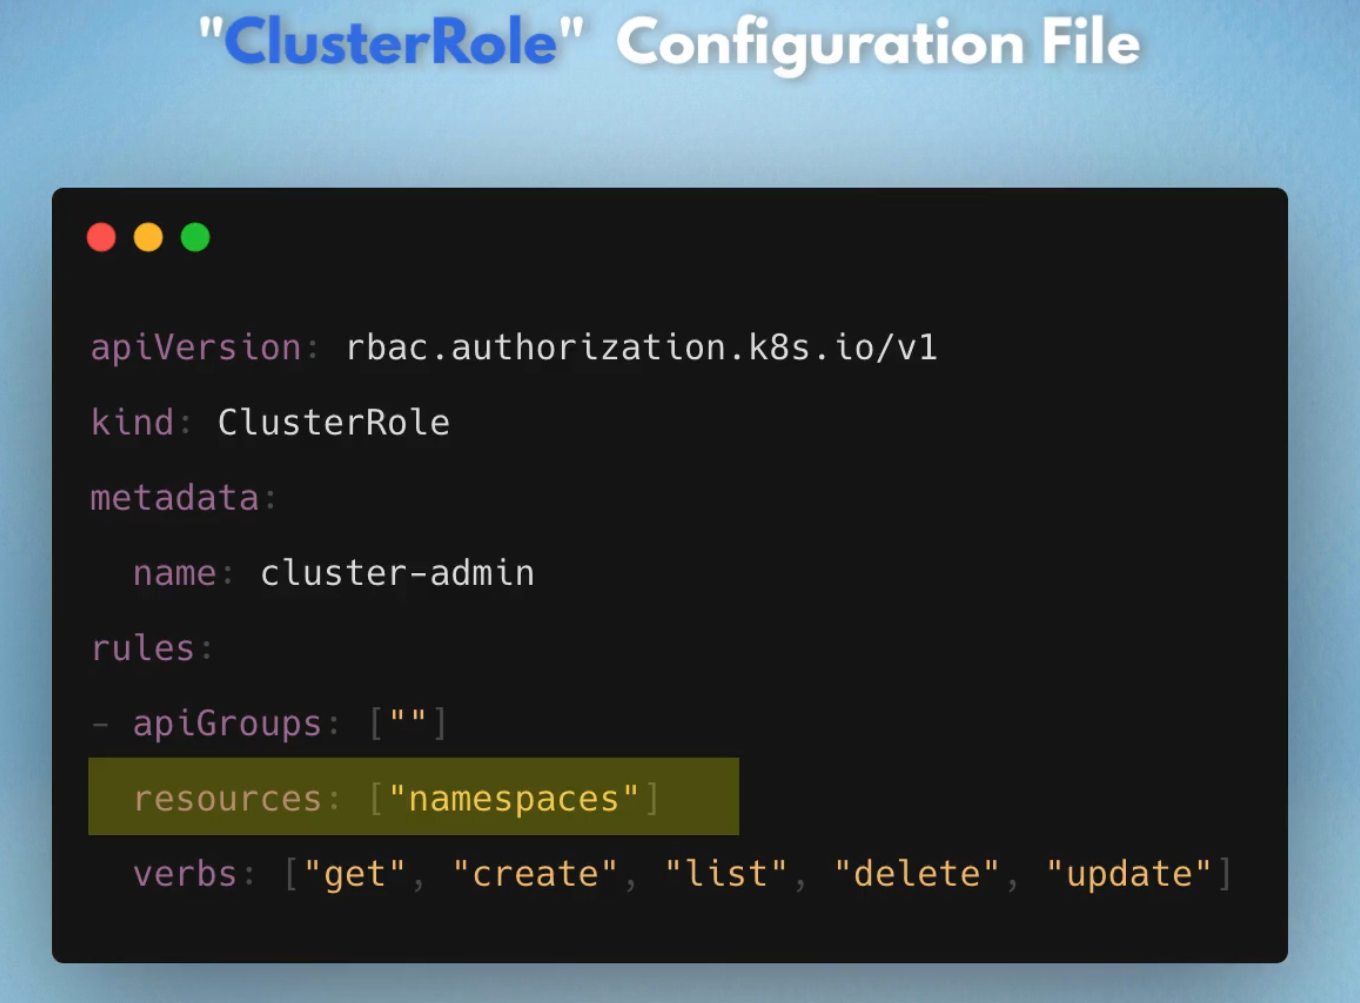 "ClusterRole" Configuration File
apiVersion: rbac.authorization.k8s.io/v1
kind: ClusterRole
metadata:
  name: cluster-admin
rules:
- apiGroups: [""]
  resources: ["namespaces"]
  verbs: ["get", "create", "list", "delete", "update"]